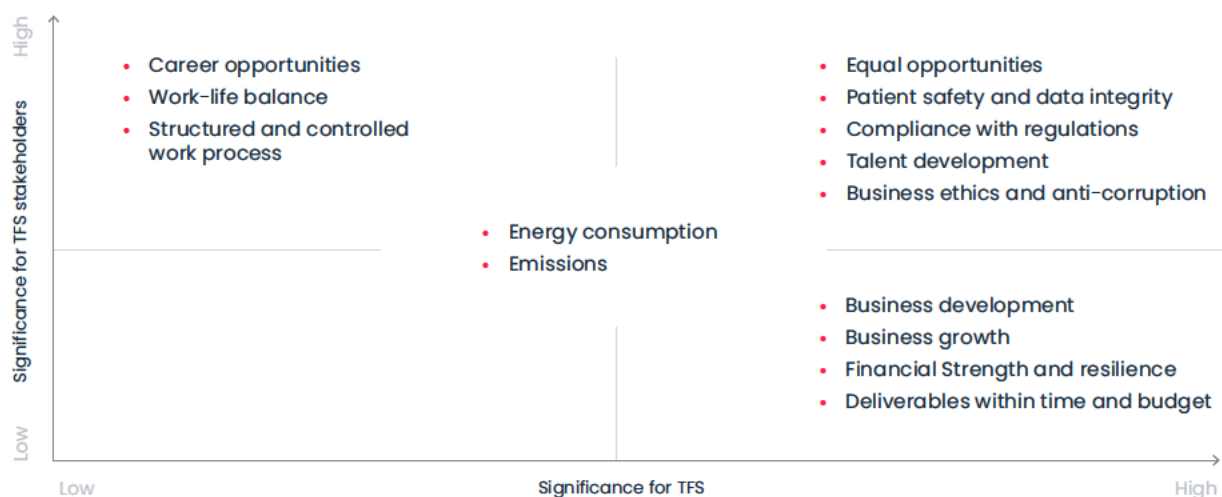 High
Significance for TFS stakeholders
Low
Career opportunities
Work-life balance
Structured and controlled
work process
Equal opportunities
Patient safety and data integrity
Compliance with regulations
Talent development
Business ethics and anti-corruption
Energy consumption
Emissions
Business development
Business growth
Financial Strength and resilience
Deliverables within time and budget
Low
Significance for TFS
High